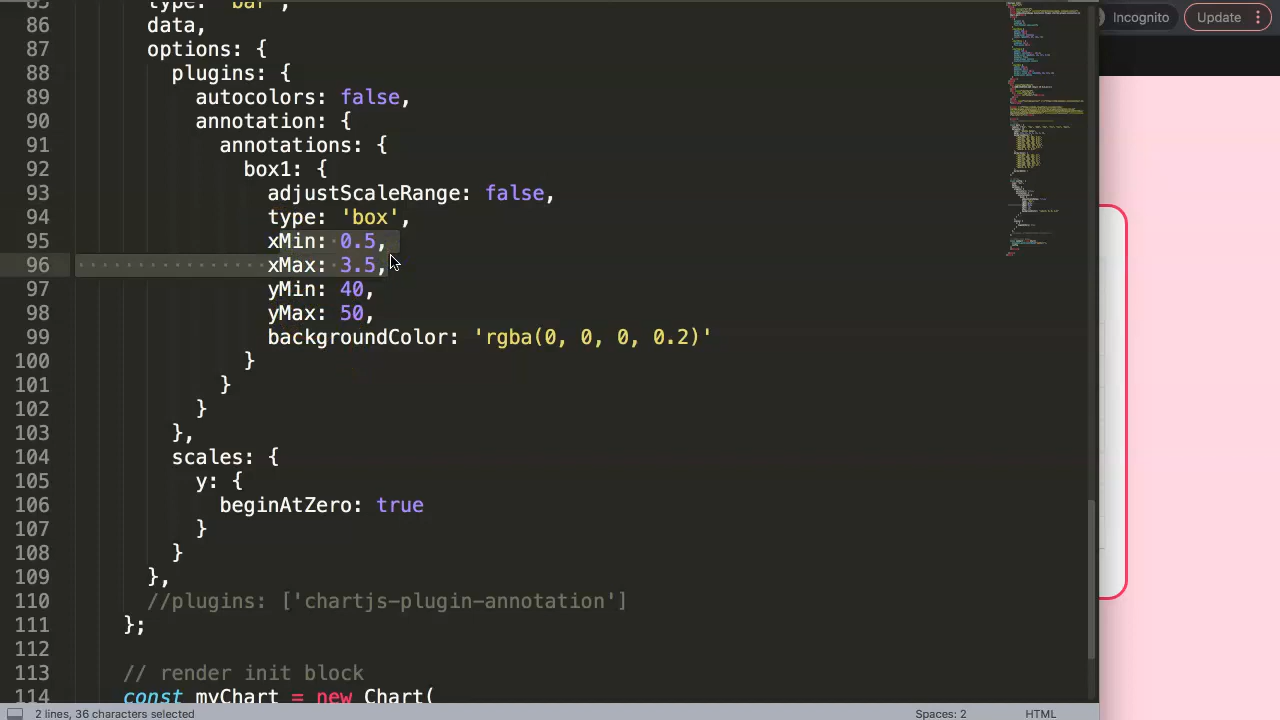 Incognito
Update
85 type: 'bar',
86 data,
87 options: {
88 plugins: {
89 autocolors: false,
90 annotation: {
91 annotations: {
92 box1: {
93 adjustScaleRange: false,
94 type: 'box',
95 xMin: 0.5,
96 xMax: 3.5,
97 yMin: 40,
98 yMax: 50,
99 backgroundColor: 'rgba(0, 0, 0, 0.2)'
100 }
101 }
102 }
103 },
104 scales: {
105 y: {
106 beginAtZero: true
107 }
108 }
109 },
110 //plugins: ['chartjs-plugin-annotation']
111 };
112
113 // render init block
114 const myChart = new Chart(
2 lines, 36 characters selected
Spaces: 2
HTML